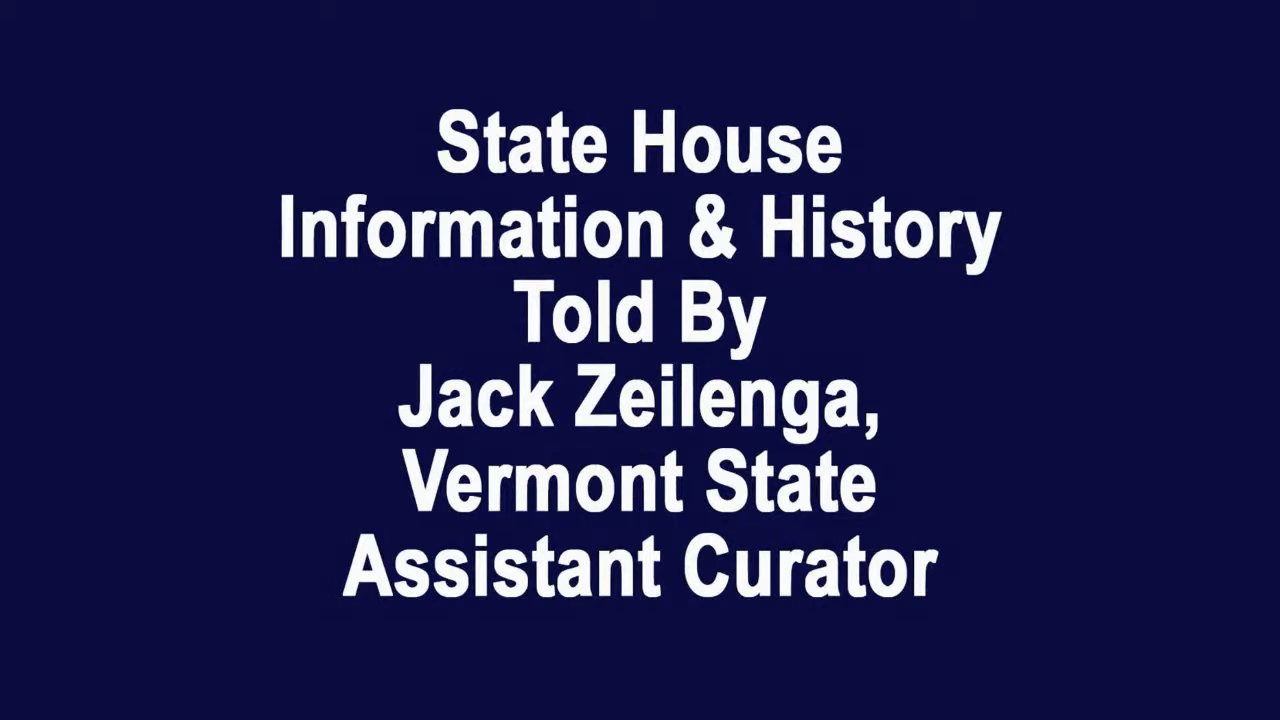 State House
Information & History
Told By
Jack Zeilenga,
Vermont State
Assistant Curator